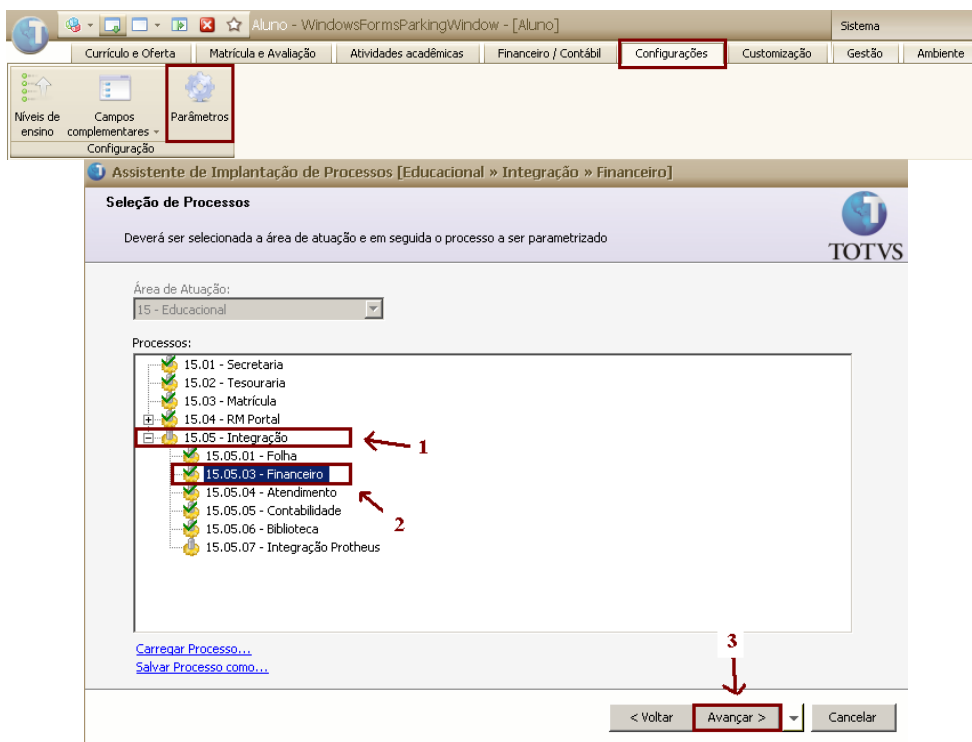 Aluno - WindowsFormsParkingWindow - [Aluno]
Sistema
Currículo e Oferta
Matrícula e Avaliação
Atividades acadêmicas
Financeiro / Contábil
Configurações
Customização
Gestão
Ambiente
Níveis de ensino
Campos complementares
Parâmetros
Configuração
Assistente de Implantação de Processos [Educacional » Integração » Financeiro]
Seleção de Processos
Deverá ser selecionada a área de atuação e em seguida o processo a ser parametrizado
TOTVS
Área de Atuação:
15 - Educacional
Processos:
15.01 - Secretaria
15.02 - Tesouraria
15.03 - Matrícula
15.04 - RM Portal
15.05 - Integração
1
15.05.01 - Folha
15.05.03 - Financeiro
15.05.04 - Atendimento
15.05.05 - Contabilidade
2
15.05.06 - Biblioteca
15.05.07 - Integração Protheus
Carregar Processo...
Salvar Processo como...
3
< Voltar
Avançar >
Cancelar